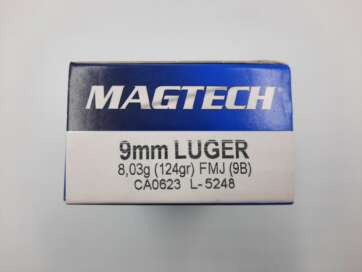 MAGTECH
9mm LUGER
8,03g (124gr) FMJ (9B)
CA0623 L-5248